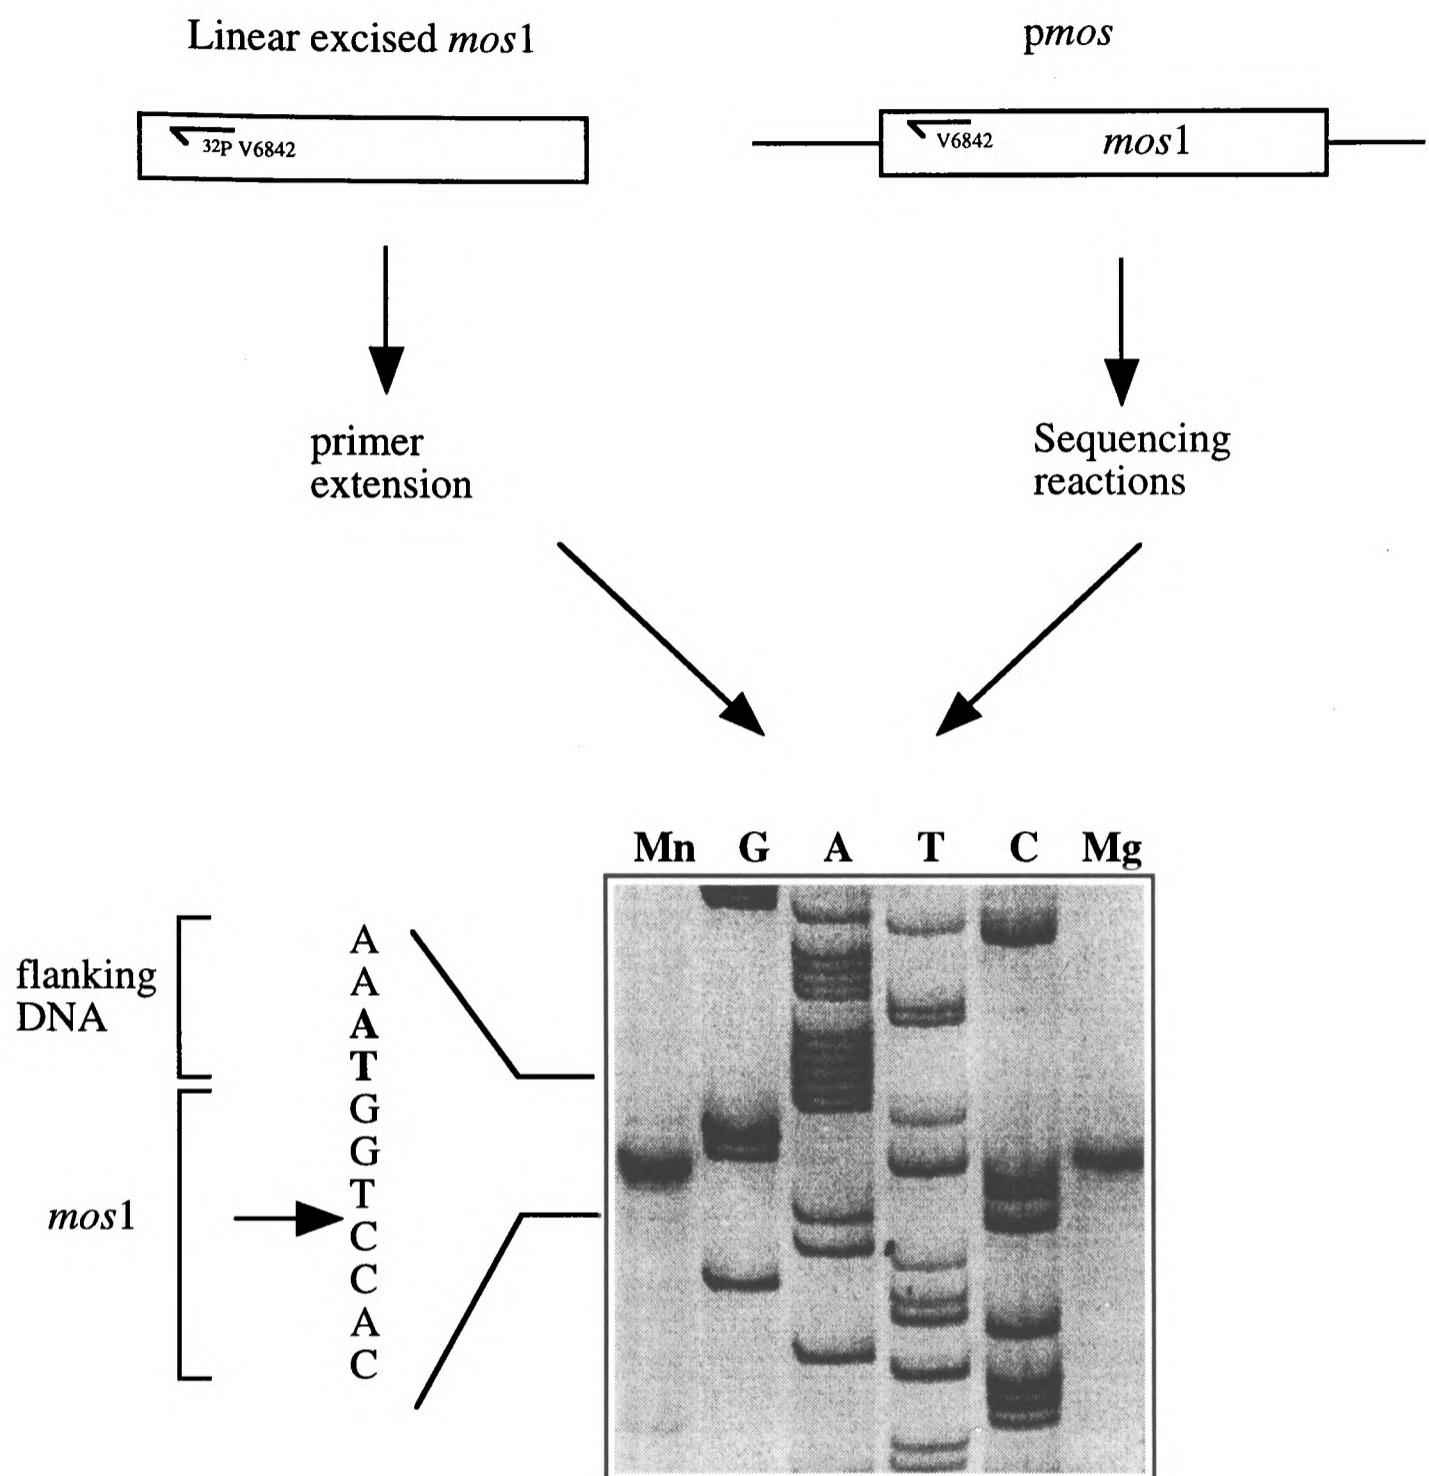 Linear excised mos1
pmos
32P V6842
V6842
mos1
primer
extension
Sequencing
reactions
Mn G A T C Mg
flanking
DNA
mos1
A
A
A
T
G
G
T
C
C
A
C